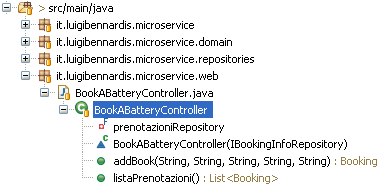 > src/main/java
it.luigibennardis.microservice
it.luigibennardis.microservice.domain
it.luigibennardis.microservice.repositories
it.luigibennardis.microservice.web
BookABatteryController.java
BookABatteryController
prenotazioniRepository
BookABatteryController(IBookingInfoRepository)
addBook(String, String, String, String, String) : Booking
listaPrenotazioni() : List<Booking>